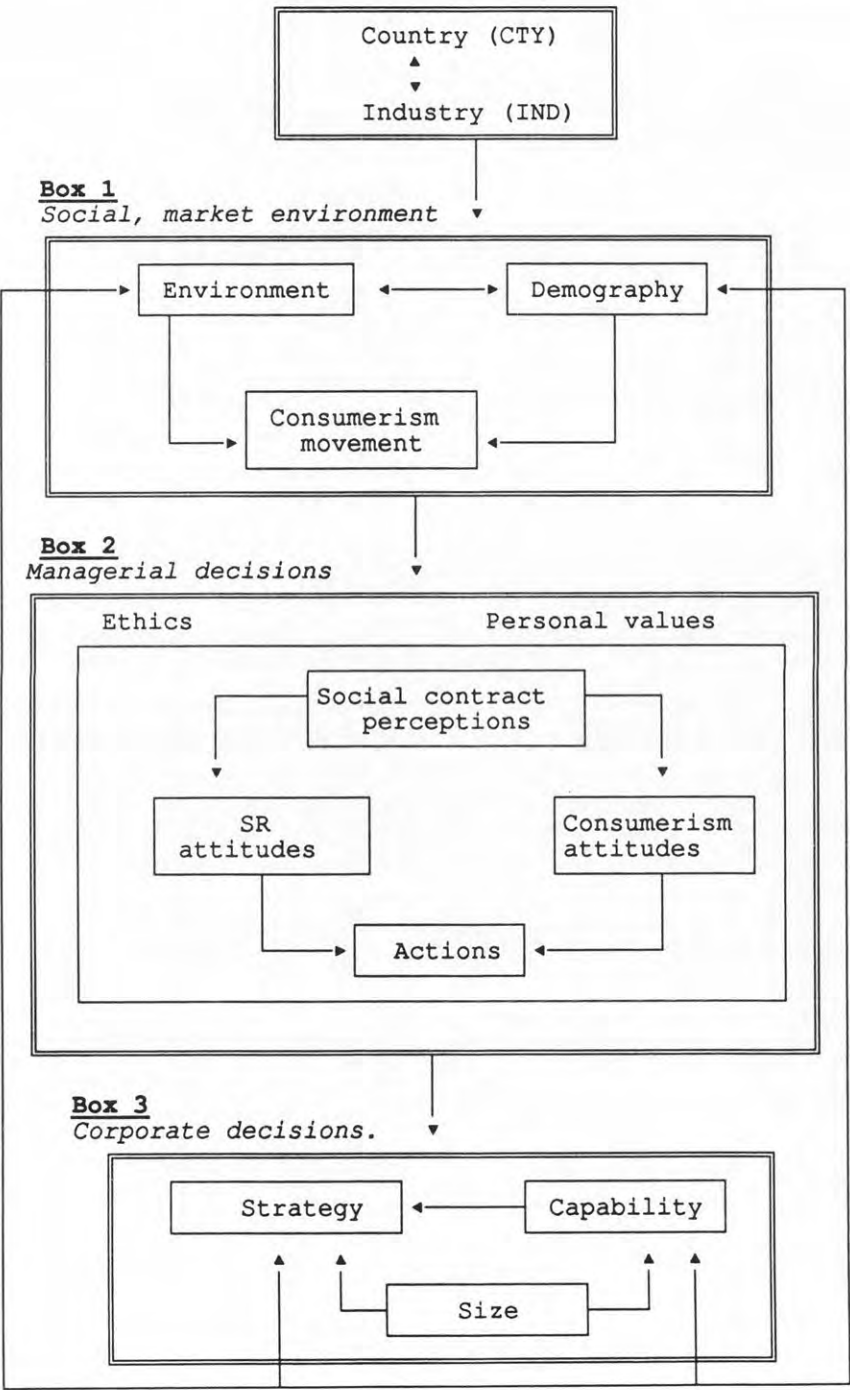 Country (CTY)
Industry (IND)
Box 1
Social, market environment
Environment
Demography
Consumerism
movement
Box 2
Managerial decisions
Ethics
Personal values
Social contract
perceptions
SR
attitudes
Consumerism
attitudes
Actions
Box 3
Corporate decisions.
Strategy
Capability
Size